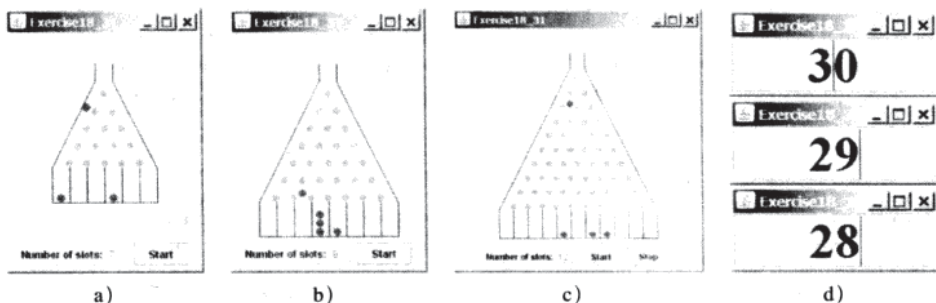 Exercise18
Number of slots:
Start
a)
Exercise18
Number of slots: 9
Start
b)
Exercise18_31
Number of slots:
Start
Stop
c)
Exercise18
30
Exercise18
29
Exercise18
28
d)